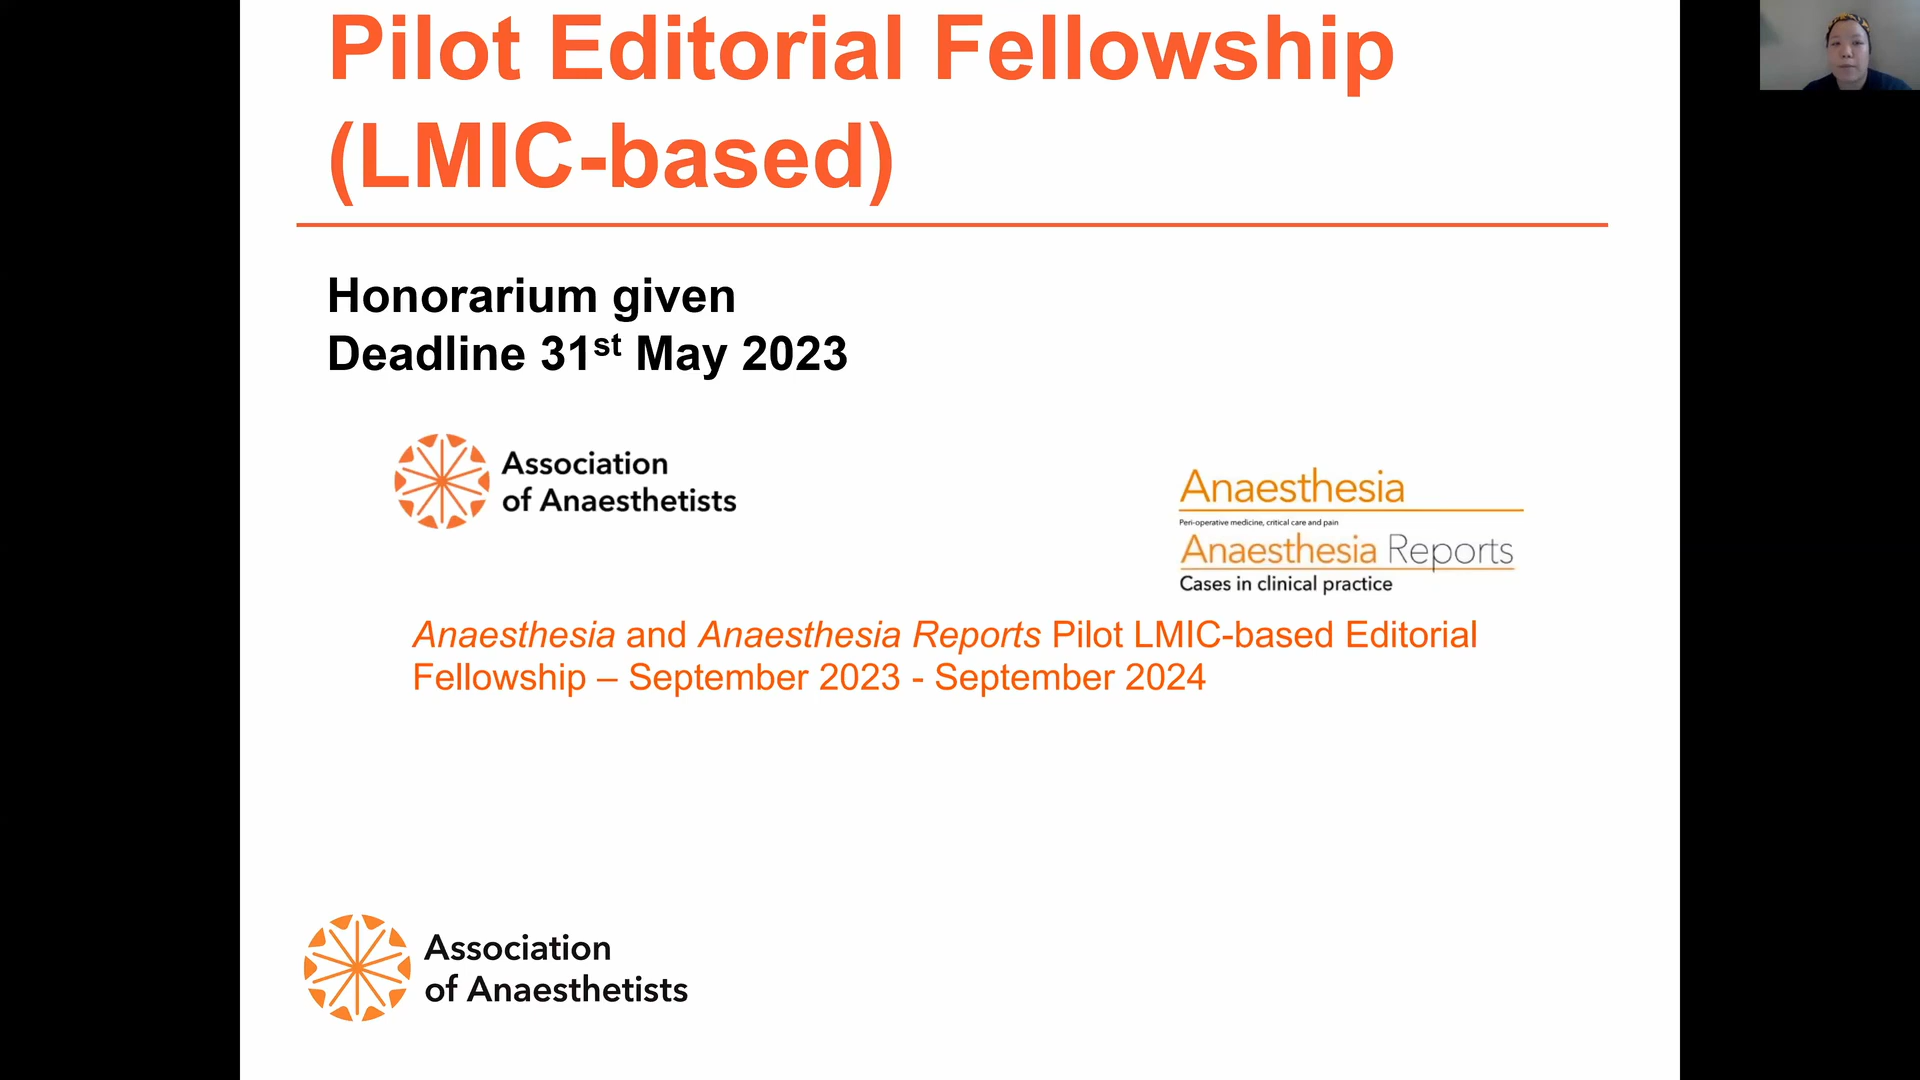 Pilot Editorial Fellowship
(LMIC-based)
Honorarium given
Deadline 31st May 2023
Association
of Anaesthetists
Anaesthesia
Peri-operative medicine, critical care and pain
Anaesthesia Reports
Cases in clinical practice
Anaesthesia and Anaesthesia Reports Pilot LMIC-based Editorial
Fellowship – September 2023 - September 2024
Association
of Anaesthetists